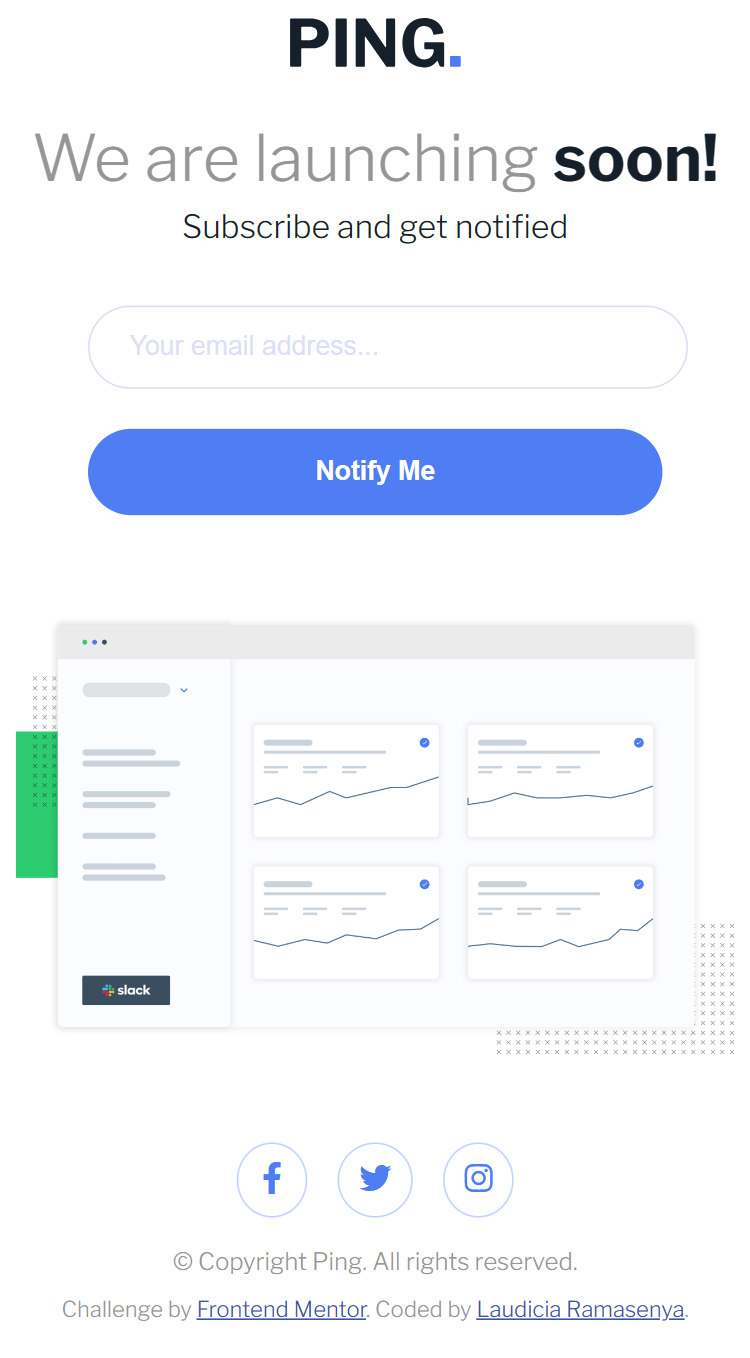 PING.
We are launching soon!
Subscribe and get notified
Your email address...
Notify Me
slack
© Copyright Ping. All rights reserved.
Challenge by Frontend Mentor. Coded by Laudicia Ramasenya.